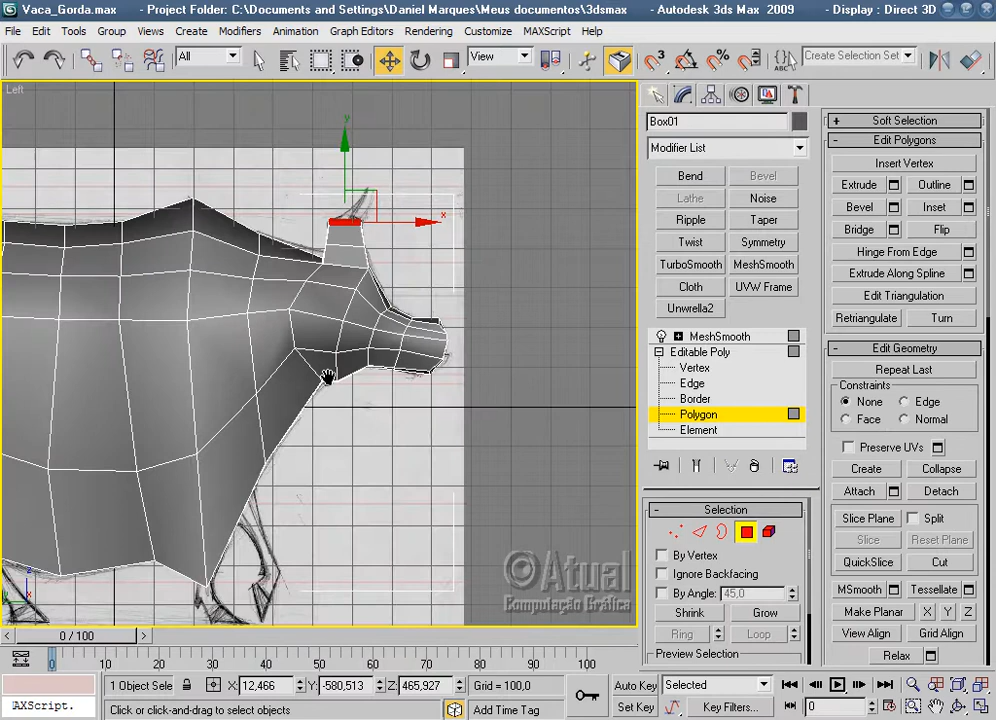 Vaca_Gorda.max - Project Folder: C:\Documents and Settings\Daniel Marques\Meus documentos\3dsmax - Autodesk 3ds Max 2009 - Display : Direct 3D
File Edit Tools Group Views Create Modifiers Animation Graph Editors Rendering Customize MAXScript Help
All View Create Selection Set
Left
y
x
Box01
Modifier List
Bend Bevel
Lathe Noise
Ripple Taper
Twist Symmetry
TurboSmooth MeshSmooth
Cloth UVW Frame
Unwrella2
MeshSmooth
Editable Poly
Vertex
Edge
Border
Polygon
Element
Selection
By Vertex
Ignore Backfacing
By Angle: 45,0
Shrink Grow
Ring Loop
Preview Selection
+ Soft Selection
- Edit Polygons
Insert Vertex
Extrude Outline
Bevel Inset
Bridge Flip
Hinge From Edge
Extrude Along Spline
Edit Triangulation
Retriangulate Turn
- Edit Geometry
Repeat Last
Constraints
None Edge
Face Normal
Preserve UVs
Create Collapse
Attach Detach
Slice Plane Split
Slice Reset Plane
QuickSlice Cut
MSmooth Tessellate
Make Planar X Y Z
View Align Grid Align
Relax
©Atual
Computação Gráfica
z
x
0 / 100
0 10 20 30 40 50 60 70 80 90 100
1 Object Sele X: 12,466 Y: -580,513 Z: 465,927 Grid = 100,0 Auto Key Selected
AXScript. Click or click-and-drag to select objects Add Time Tag Set Key Key Filters... 0